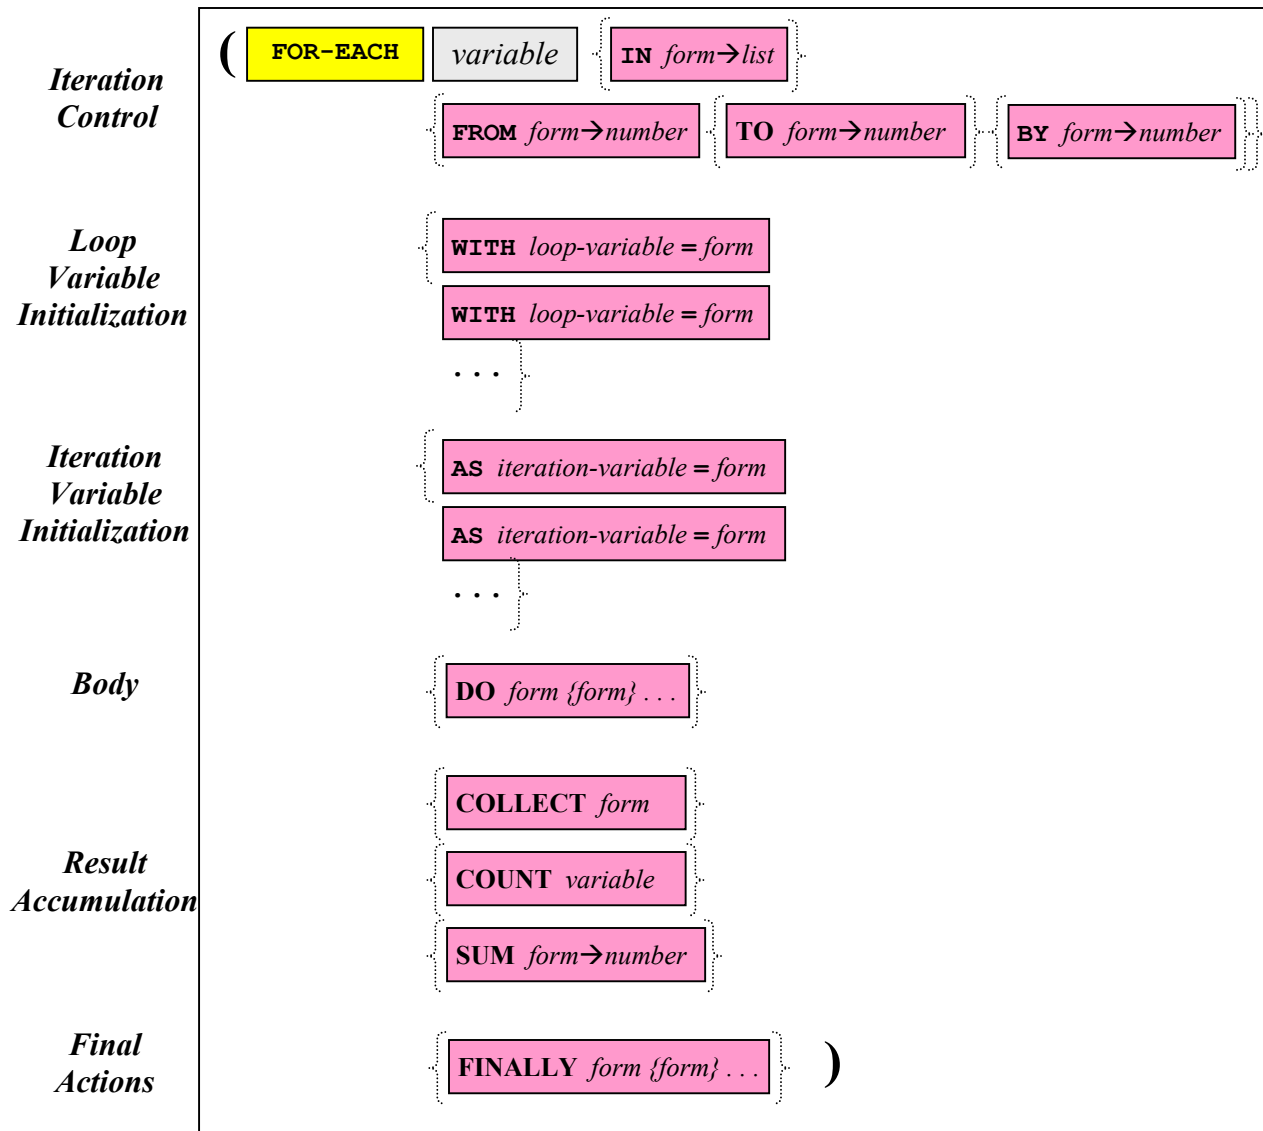 ( FOR-EACH variable { IN form→list }
Iteration
Control
{ FROM form→number { TO form→number } { BY form→number } }
Loop
Variable
Initialization
{ WITH loop-variable = form
WITH loop-variable = form
. . . }
Iteration
Variable
Initialization
{ AS iteration-variable = form
AS iteration-variable = form
. . . }
Body
{ DO form {form} . . . }
{ COLLECT form }
Result
Accumulation
{ COUNT variable }
{ SUM form→number }
Final
Actions
{ FINALLY form {form} . . . } )